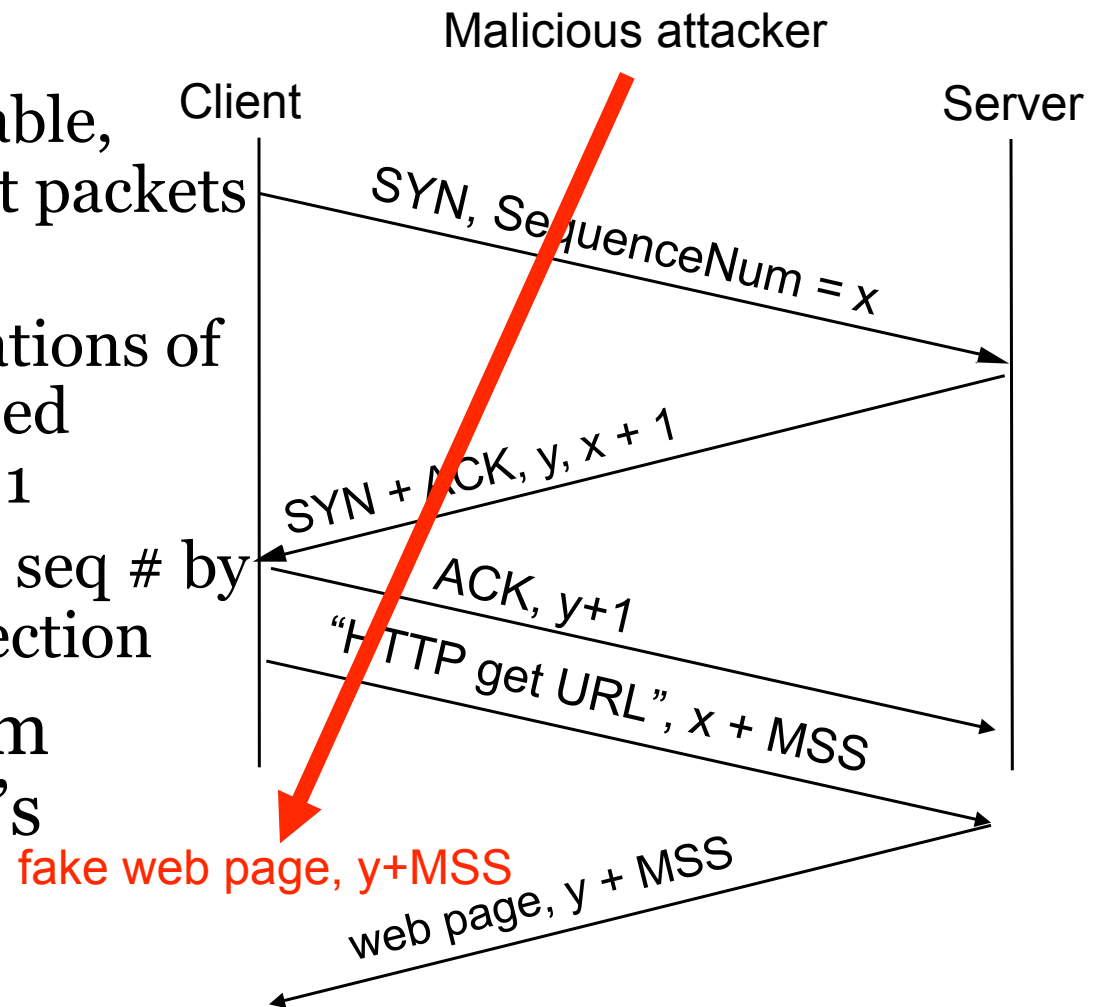 Malicious attacker
Client
Server
able,
t packets
SYN, SequenceNum = x
ations of
ed
1
SYN + ACK, y, x + 1
seq # by
ection
ACK, y+1
“HTTP get URL”, x + MSS
m
’s
fake web page, y+MSS
web page, y + MSS